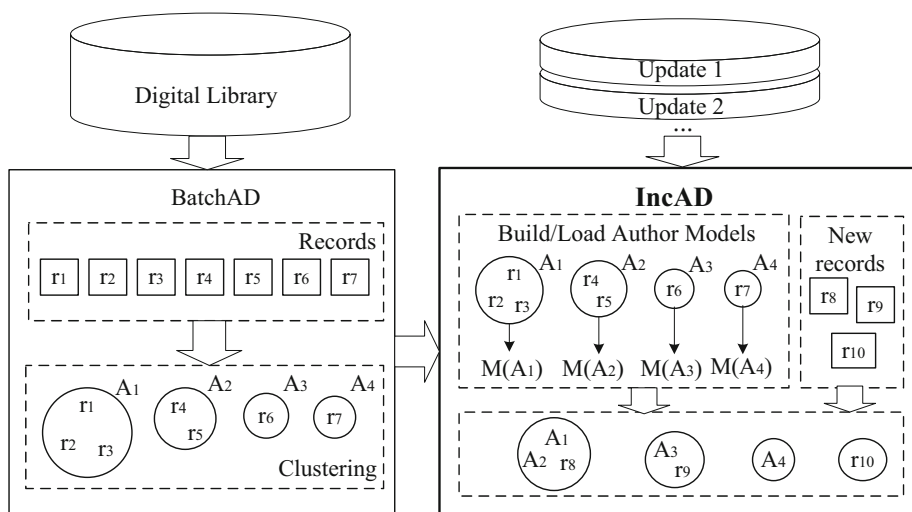 Digital Library
Update 1
Update 2
...
BatchAD
Records
r1 r2 r3 r4 r5 r6 r7
A1 A2 A3 A4
r1 r4 r6 r7
r2 r3 r5
Clustering
IncAD
Build/Load Author Models
A1 A2 A3 A4
r1 r4 r6 r7
r2 r3 r5
M(A1) M(A2) M(A3) M(A4)
New
records
r8 r9
r10
A1 A3 A4 r10
A2 r8 r9